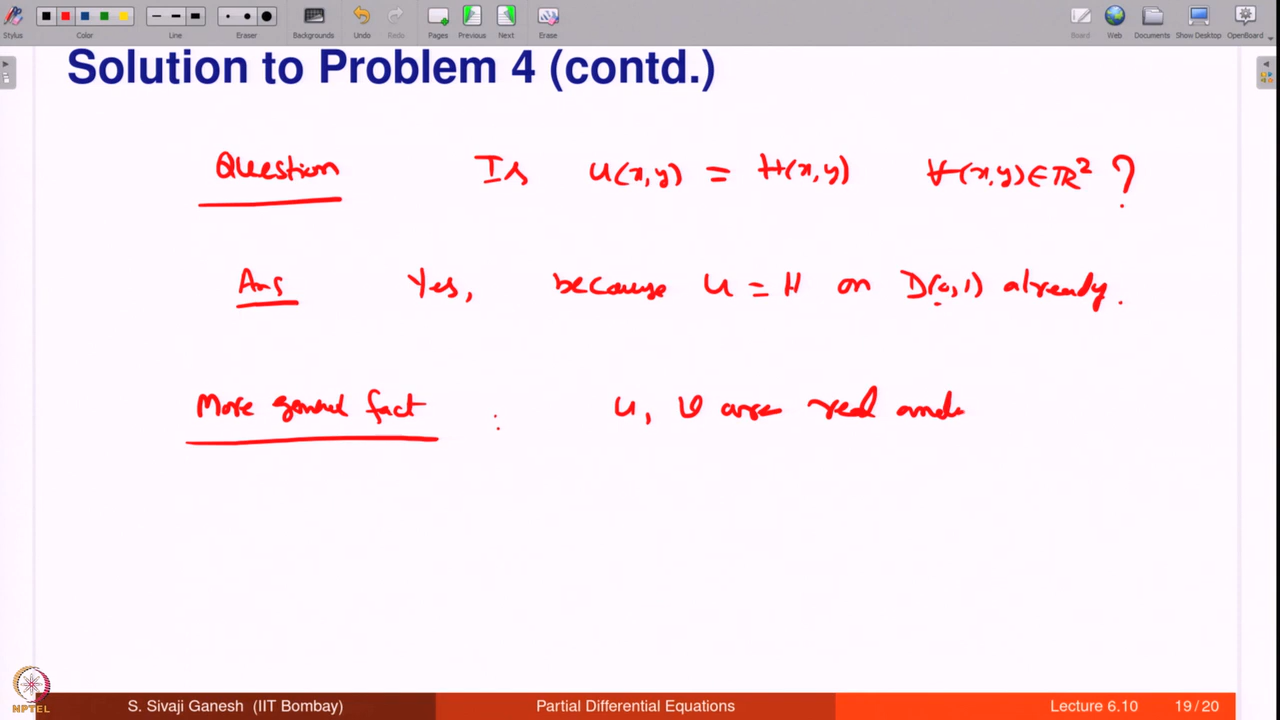 Stylus Color Line Eraser Backgrounds Undo Redo Pages Previous Next Erase Board Web Documents Show Desktop OpenBoard
Solution to Problem 4 (contd.)
Question Is u(x,y) = H(x,y) ∀(x,y)∈ℝ² ?
Ans Yes, because u = H on D(0,1) already.
More general fact : u, v are real
NPTEL
S. Sivaji Ganesh (IIT Bombay) Partial Differential Equations Lecture 6.10 19 / 20